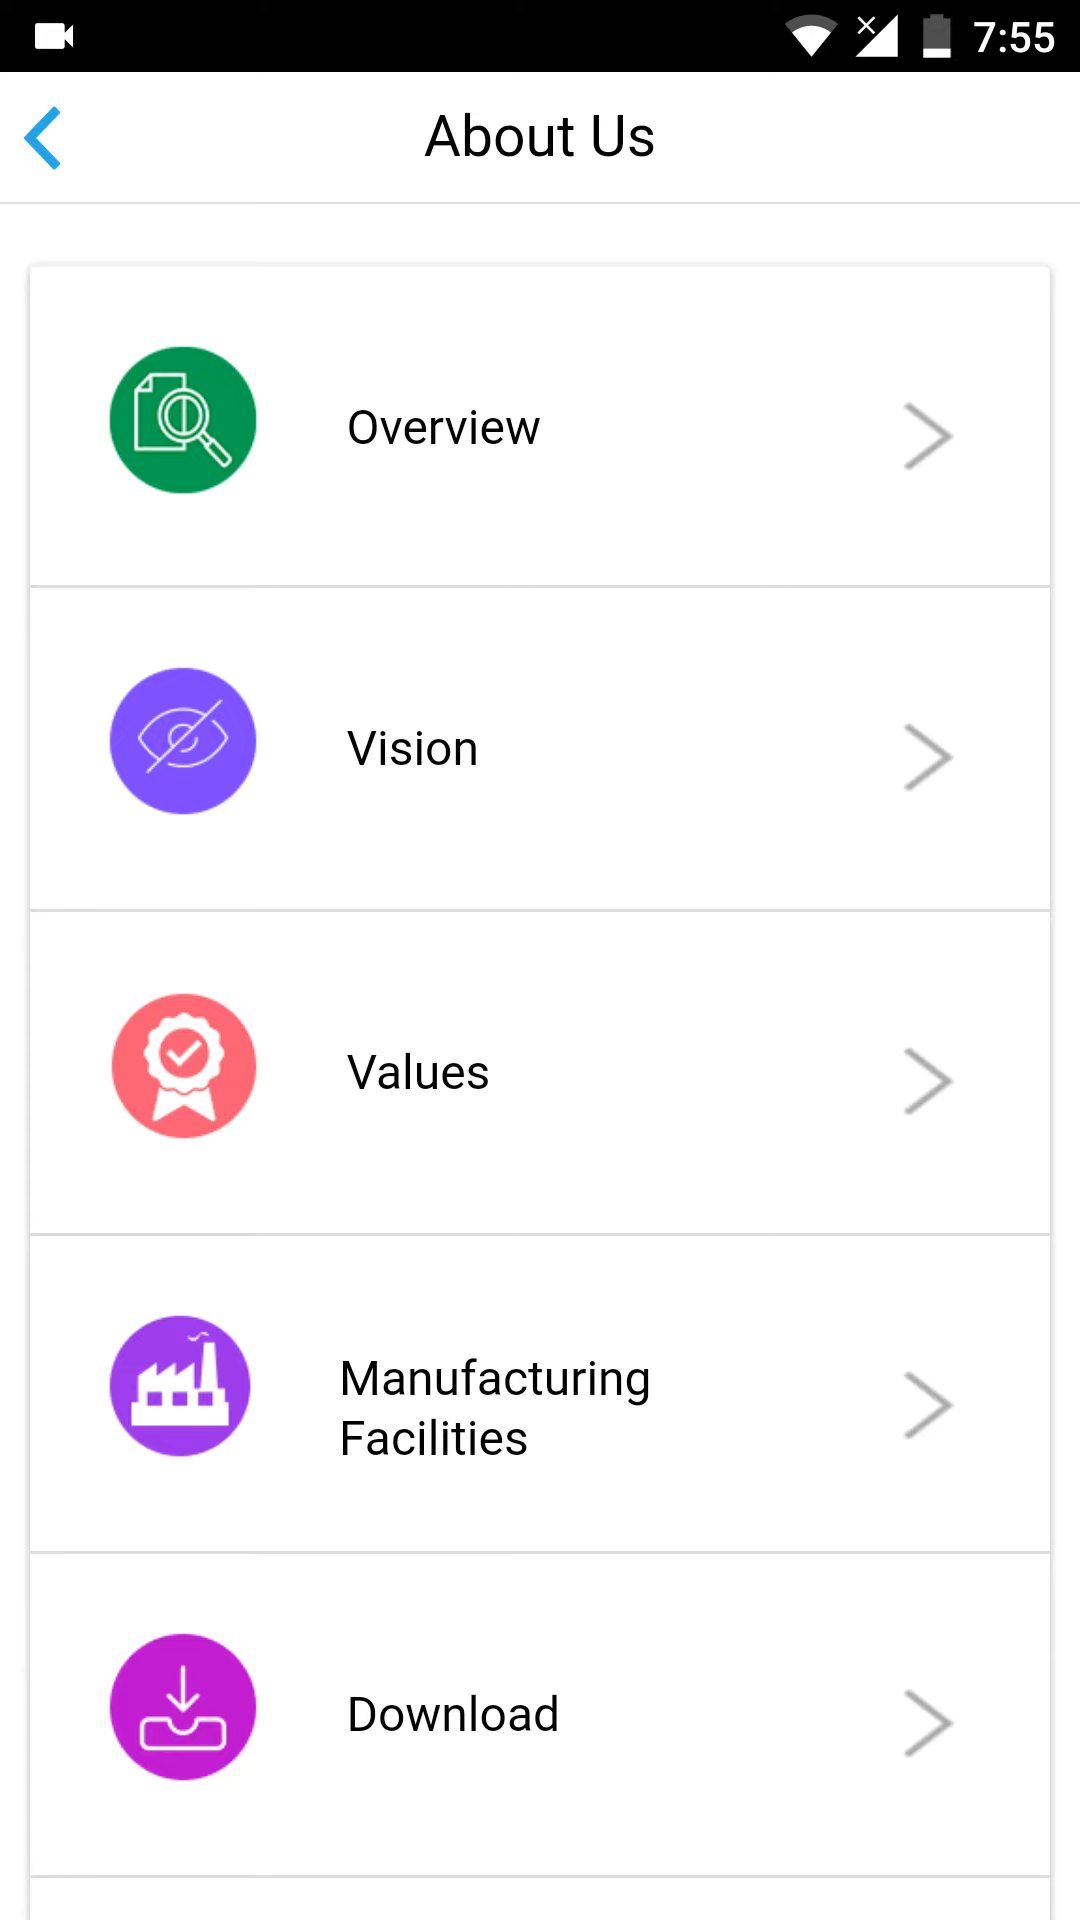 7:55
About Us
Overview
Vision
Values
Manufacturing
Facilities
Download